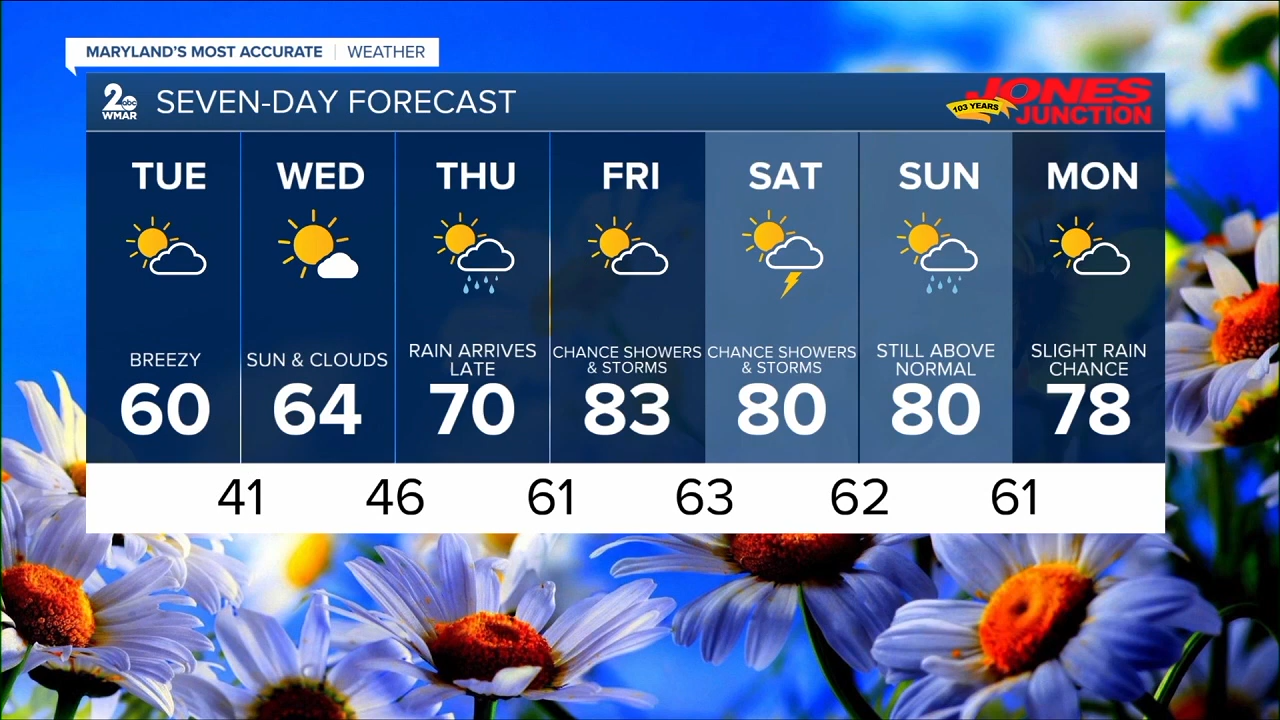 MARYLAND'S MOST ACCURATE | WEATHER
2 abc
WMAR
SEVEN-DAY FORECAST
103 YEARS
JONES
JUNCTION
TUE WED THU FRI SAT SUN MON
BREEZY
SUN & CLOUDS
RAIN ARRIVES
LATE
CHANCE SHOWERS
& STORMS
CHANCE SHOWERS
& STORMS
STILL ABOVE
NORMAL
SLIGHT RAIN
CHANCE
60 64 70 83 80 80 78
41 46 61 63 62 61